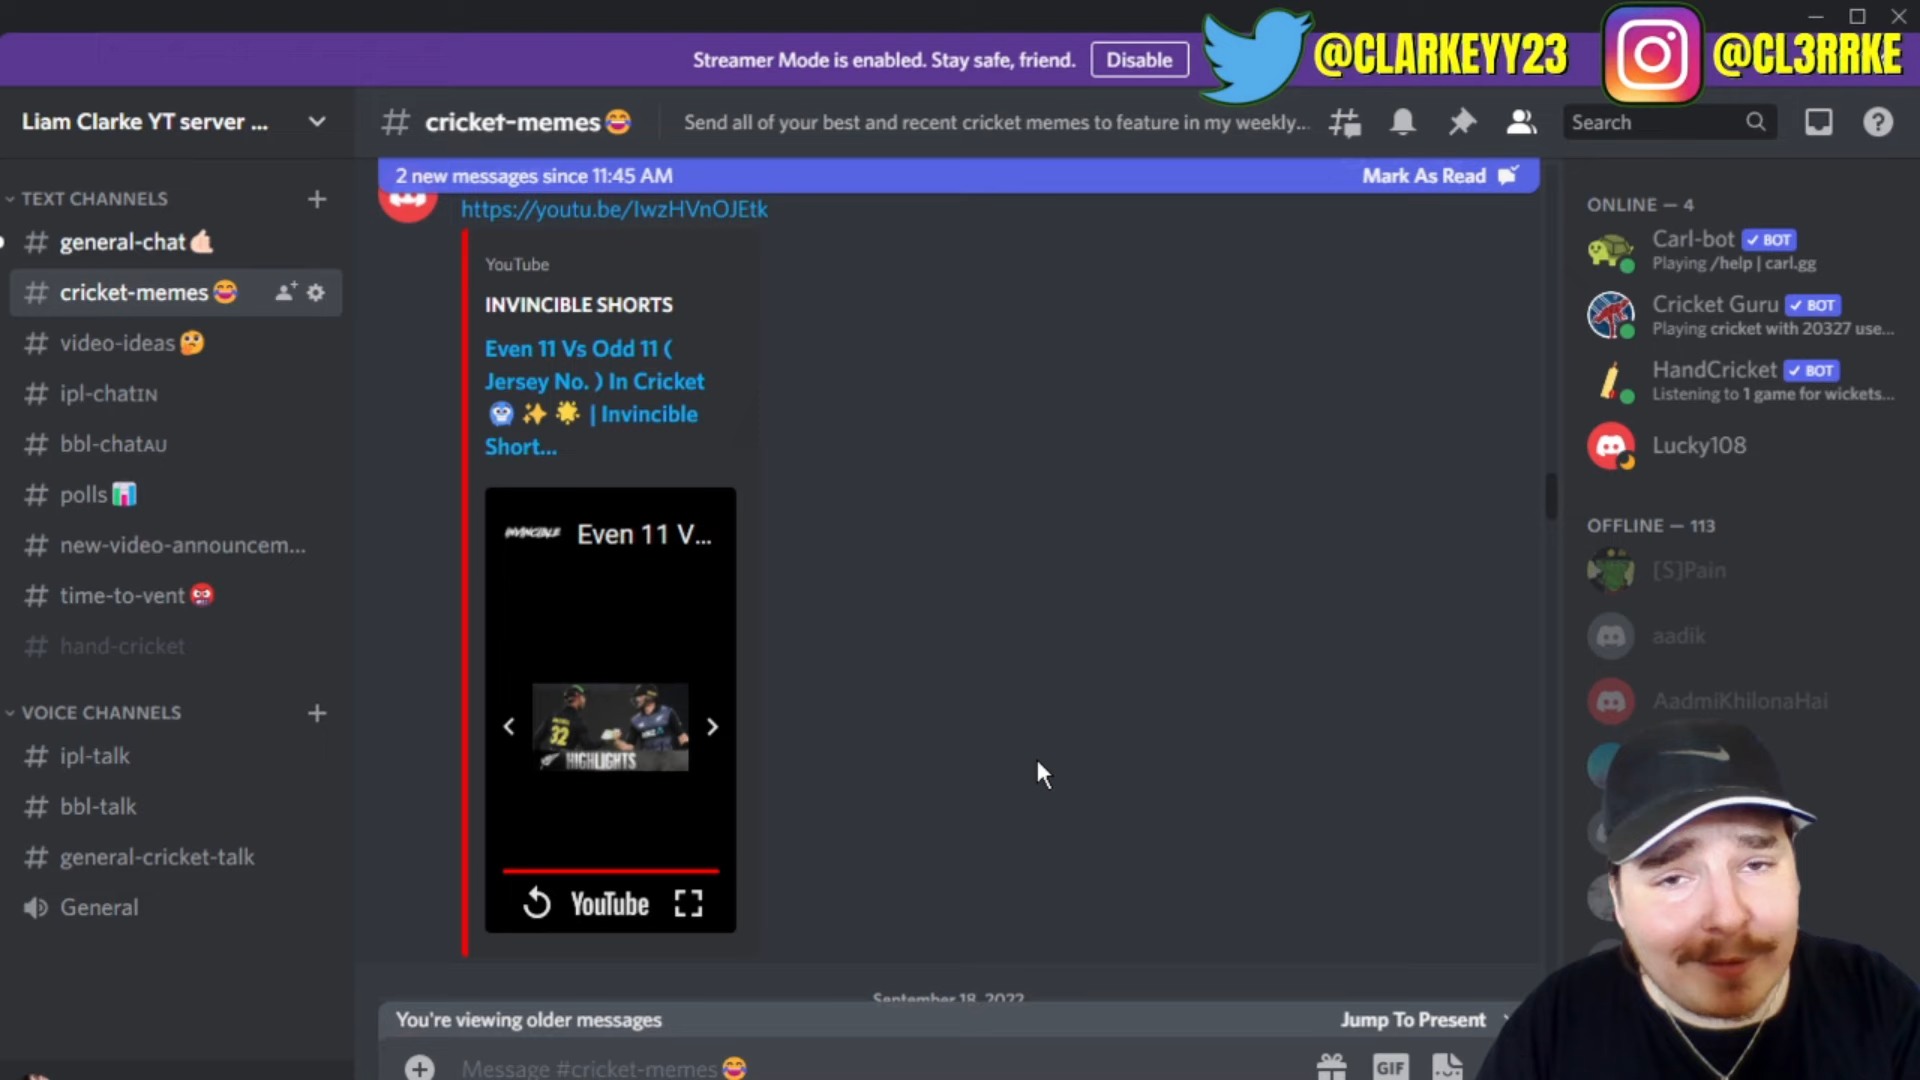 Streamer Mode is enabled. Stay safe, friend.
Disable
@CLARKEYY23
@CL3RRKE
Liam Clarke YT server ...
cricket-memes😂
Send all of your best and recent cricket memes to feature in my weekly...
Search
2 new messages since 11:45 AM
Mark As Read
TEXT CHANNELS
general-chat🤙🏻
cricket-memes😂
video-ideas🤔
ipl-chatIN
bbl-chatAU
polls📊
new-video-announcem...
time-to-vent👹
hand-cricket
VOICE CHANNELS
ipl-talk
bbl-talk
general-cricket-talk
General
https://youtu.be/IwzHVnOJEtk
YouTube
INVINCIBLE SHORTS
Even 11 Vs Odd 11 (
Jersey No. ) In Cricket
🥶 ✨ 🌟 | Invincible
Short...
INVINCIBLE
Even 11 V...
32
HIGHLIGHTS
YouTube
September 18, 2022
You're viewing older messages
Jump To Present
Message #cricket-memes😂
GIF
ONLINE — 4
Carl-bot
✓ BOT
Playing /help | carl.gg
Cricket Guru
✓ BOT
Playing cricket with 20327 use...
HandCricket
✓ BOT
Listening to 1 game for wickets...
Lucky108
OFFLINE — 113
[S]Pain
aadik
AadmiKhilonaHai